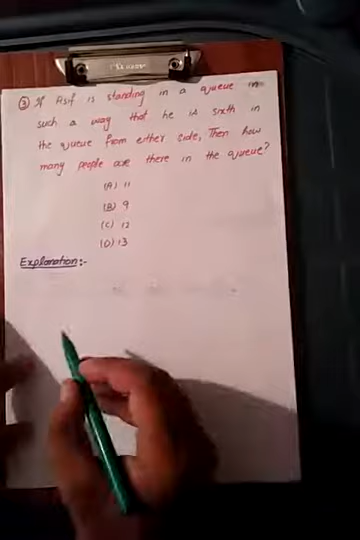 ③ If Asif is standing in a queue in
such a way that he is sixth in
the queue from either side, Then how
many people are there in the queue?
(A) 11
(B) 9
(C) 12
(D) 13
Explanation:-